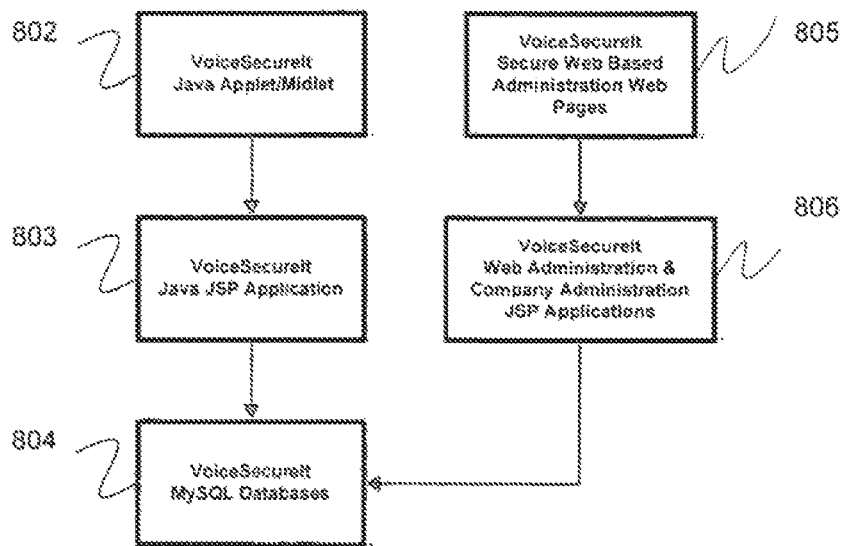 802
VoiceSecureIt
Java Applet/Midlet
VoiceSecureIt
Secure Web Based
Administration Web
Pages
805
803
VoiceSecureIt
Java JSP Application
VoiceSecureIt
Web Administration &
Company Administration
JSP Applications
806
804
VoiceSecureIt
MySQL Databases